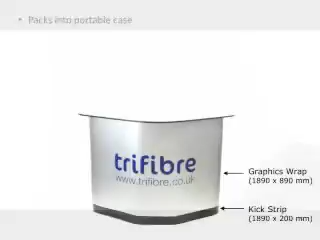 • Packs into portable case
trifibre
www.trifibre.co.uk
Graphics Wrap
(1890 x 890 mm)
Kick Strip
(1890 x 200 mm)